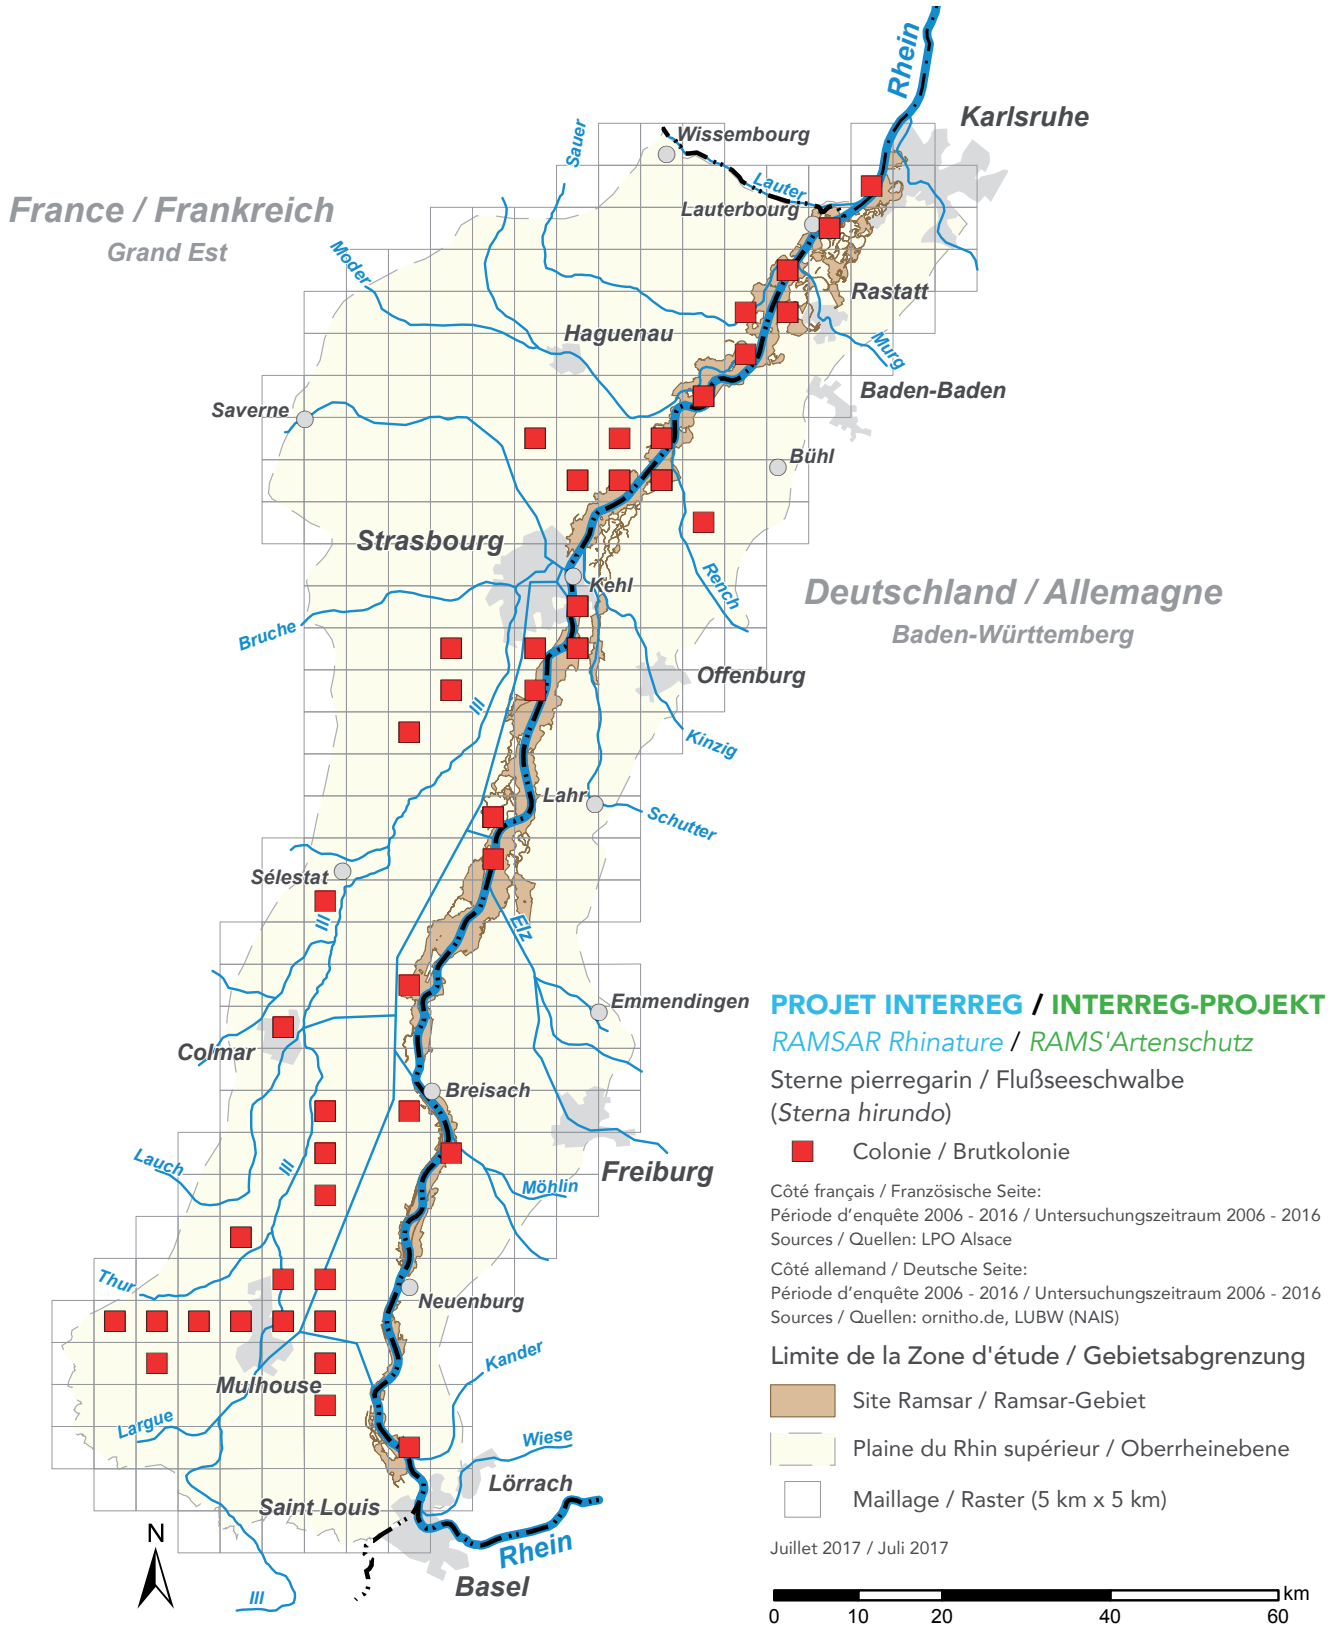 Rhein
Karlsruhe
Sauer
Wissembourg
Lauter
Lauterbourg
France / Frankreich
Grand Est
Moder
Rastatt
Haguenau
Murg
Baden-Baden
Saverne
Bühl
Strasbourg
Kehl
Rench
Deutschland / Allemagne
Baden-Württemberg
Bruche
Offenburg
Ill
Kinzig
Lahr
Schutter
Sélestat
Ill
Elz
Emmendingen
Colmar
Breisach
Freiburg
Lauch
Ill
Möhlin
Thur
Neuenburg
Kander
Mulhouse
Largue
Wiese
Lörrach
Saint Louis
N
Rhein
Basel
Ill
PROJET INTERREG / INTERREG-PROJEKT
RAMSAR Rhinature / RAMS'Artenschutz
Sterne pierregarin / Flußseeschwalbe
(Sterna hirundo)
Colonie / Brutkolonie
Côté français / Französische Seite:
Période d'enquête 2006 - 2016 / Untersuchungszeitraum 2006 - 2016
Sources / Quellen: LPO Alsace
Côté allemand / Deutsche Seite:
Période d'enquête 2006 - 2016 / Untersuchungszeitraum 2006 - 2016
Sources / Quellen: ornitho.de, LUBW (NAIS)
Limite de la Zone d'étude / Gebietsabgrenzung
Site Ramsar / Ramsar-Gebiet
Plaine du Rhin supérieur / Oberrheinebene
Maillage / Raster (5 km x 5 km)
Juillet 2017 / Juli 2017
km
0 10 20 40 60